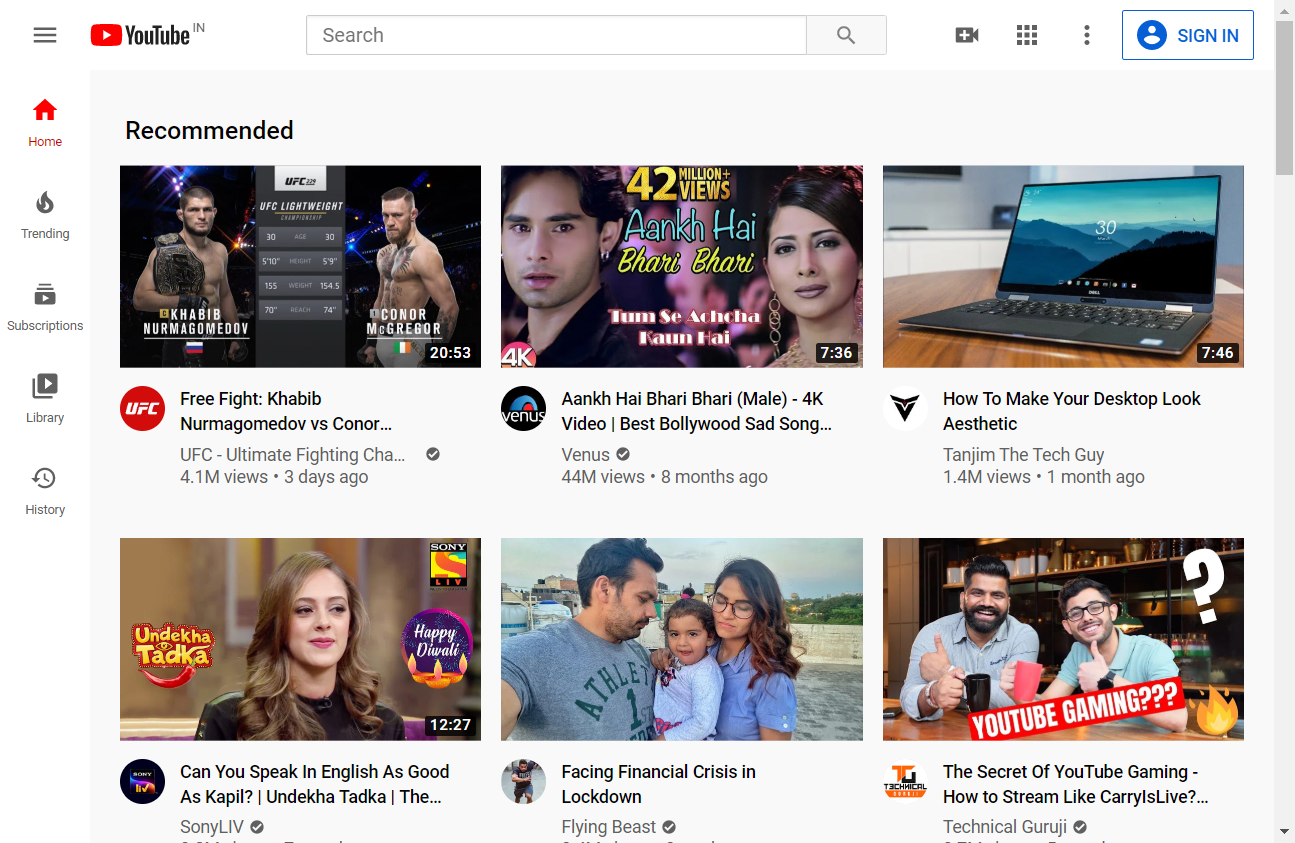 YouTube IN
Search
SIGN IN
Home
Trending
Subscriptions
Library
History
Recommended
UFC 229
UFC LIGHTWEIGHT
CHAMPIONSHIP
30 AGE 30
5'10" HEIGHT 5'9"
155 WEIGHT 154.5
70" REACH 74"
C KHABIB
NURMAGOMEDOV
CONOR
McGREGOR
20:53
42 MILLION+
VIEWS
Aankh Hai
Bhari Bhari
Tum Se Achcha
Kaun Hai
4K
7:36
30
DELL
7:46
UFC
Free Fight: Khabib
Nurmagomedov vs Conor...
UFC - Ultimate Fighting Cha...
4.1M views • 3 days ago
venus
Aankh Hai Bhari Bhari (Male) - 4K
Video | Best Bollywood Sad Song...
Venus
44M views • 8 months ago
How To Make Your Desktop Look
Aesthetic
Tanjim The Tech Guy
1.4M views • 1 month ago
SONY
LIV
Undekha
Tadka
Happy
Diwali
12:27
ATHLET
1
?
YOUTUBE GAMING???
SONY
liv
Can You Speak In English As Good
As Kapil? | Undekha Tadka | The...
SonyLIV
Facing Financial Crisis in
Lockdown
Flying Beast
TECHNICAL
GURUJI
The Secret Of YouTube Gaming -
How to Stream Like CarryIsLive?...
Technical Guruji